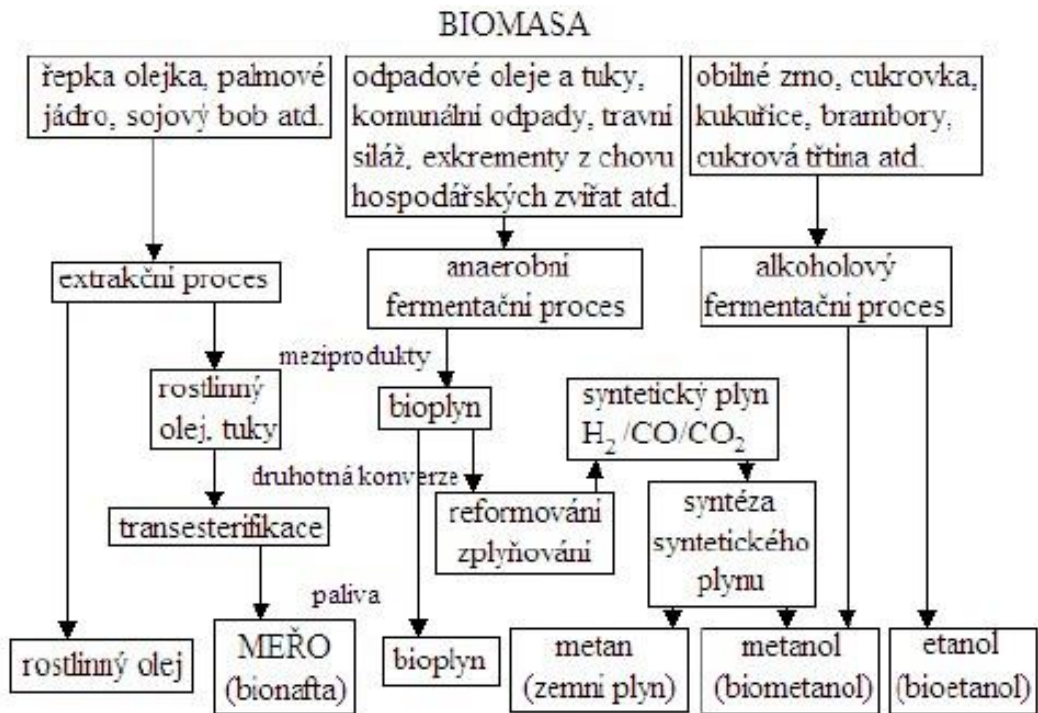 BIOMASA
řepka olejka, palmové
jádro, sojový bob atd.
odpadové oleje a tuky,
komunální odpady, travní
siláž, exkrementy z chovu
hospodářských zvířat atd.
obilné zrno, cukrovka,
kukuřice, brambory,
cukrová třtina atd.
extrakční proces
anaerobní
fermentační proces
alkoholový
fermentační proces
meziprodukty
rostlinný
olej, tuky
bioplyn
syntetický plyn
H₂/CO/CO₂
druhotná konverze
transesterifikace
reformování
zplyňování
syntéza
syntetického
plynu
paliva
rostlinný olej
MEŘO
(bionafta)
bioplyn
metan
(zemní plyn)
metanol
(biometanol)
etanol
(bioetanol)